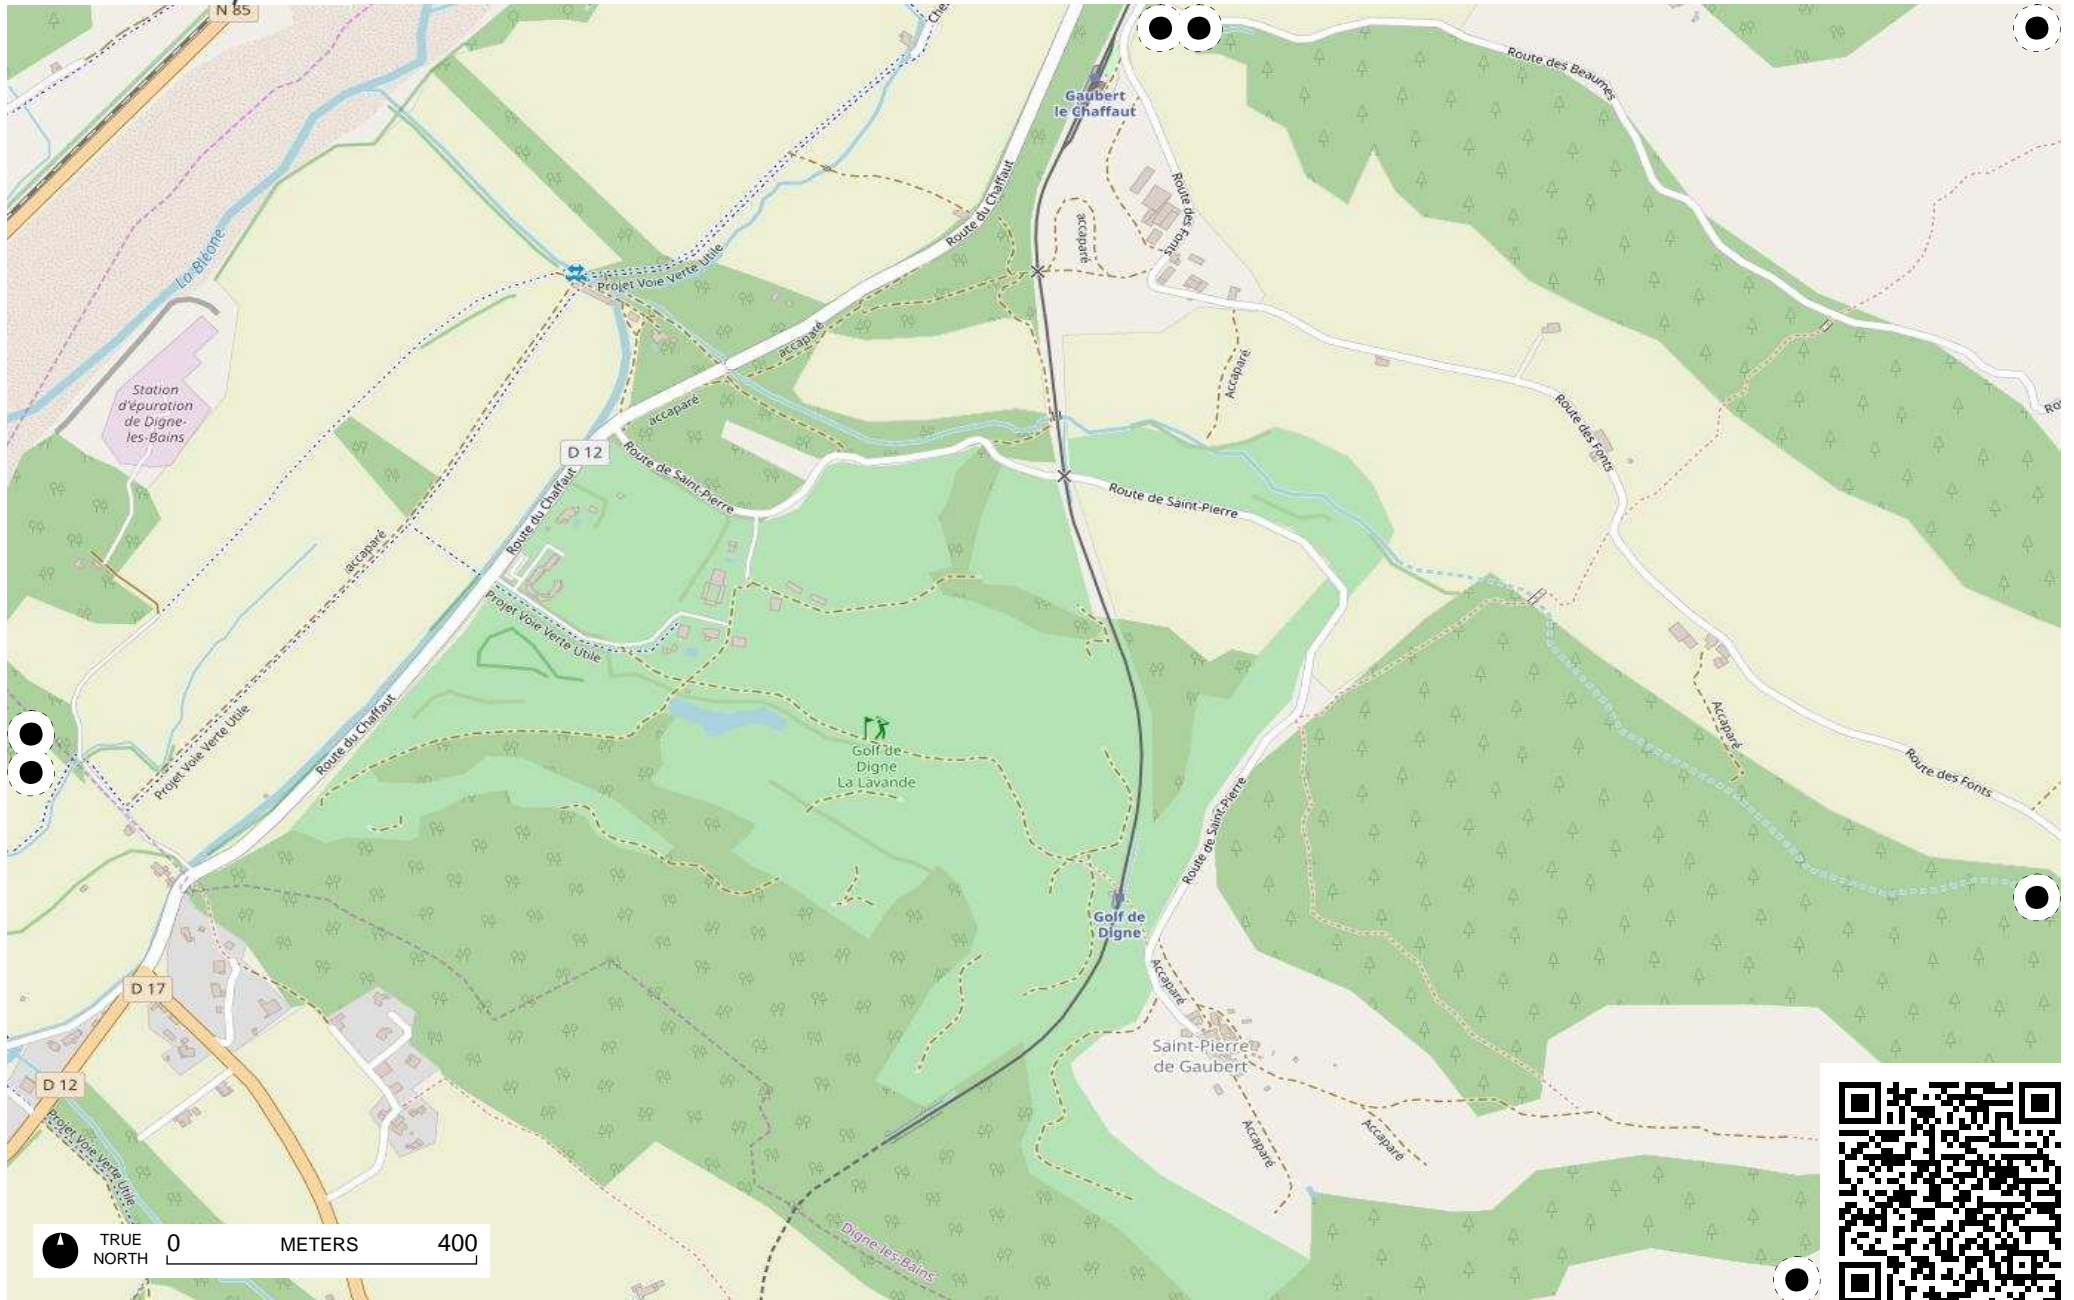 N 85
Route des Beaumes
Gaubert
le Chaffaut
Route du Chaffaut
Route des Fonts
accaparé
La Bléone
Projet Voie Verte Utile
accaparé
Accaparé
Station
d'épuration
de Digne-
les-Bains
accaparé
D 12
Route de Saint-Pierre
Route des Fonts
Route du Chaffaut
Route de Saint-Pierre
accaparé
Projet Voie Verte Utile
Accaparé
Projet Voie Verte Utile
Route du Chaffaut
Golf de
Digne
La Lavande
Route des Fonts
Route de Saint-Pierre
Golf de
Digne
Accaparé
D 17
Saint-Pierre
de Gaubert
D 12
Projet Voie Verte Utile
Accaparé
Accaparé
Digne-les-Bains
TRUE
NORTH
0 METERS 400